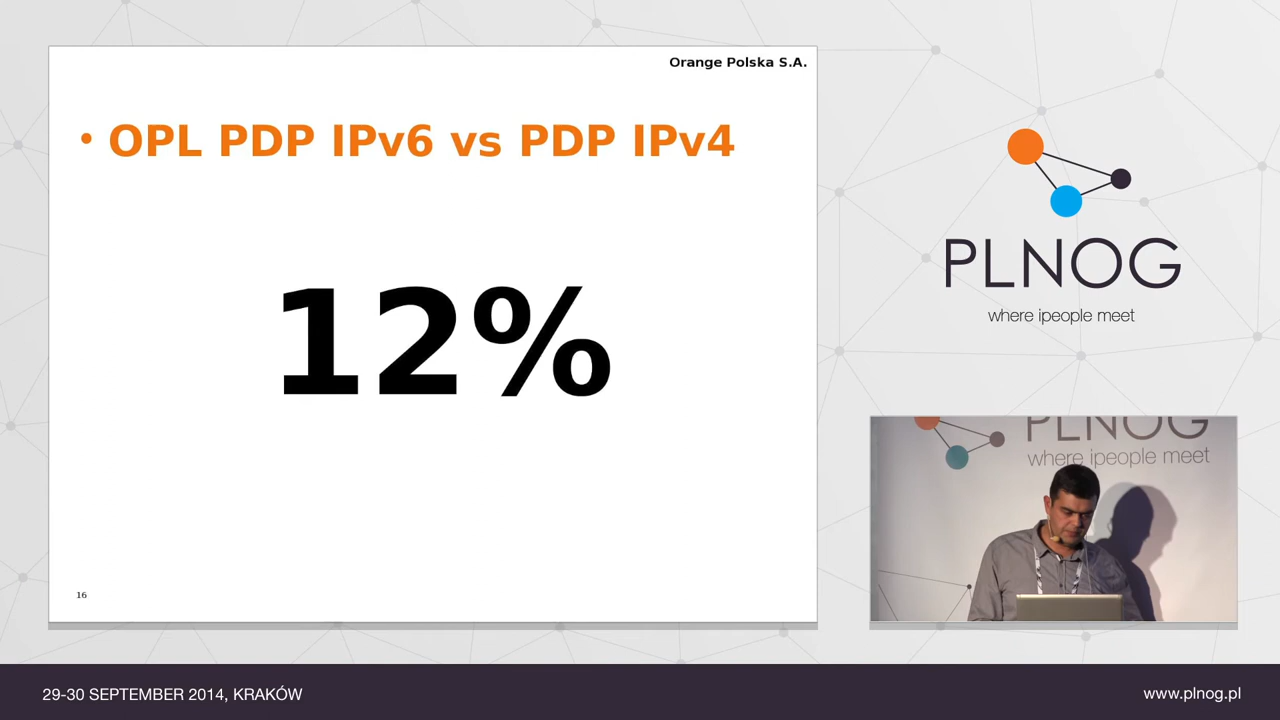 Orange Polska S.A.
• OPL PDP IPv6 vs PDP IPv4
12%
16
PLNOG
where ipeople meet
PLNOG
where ipeople meet
29-30 SEPTEMBER 2014, KRAKÓW
www.plnog.pl